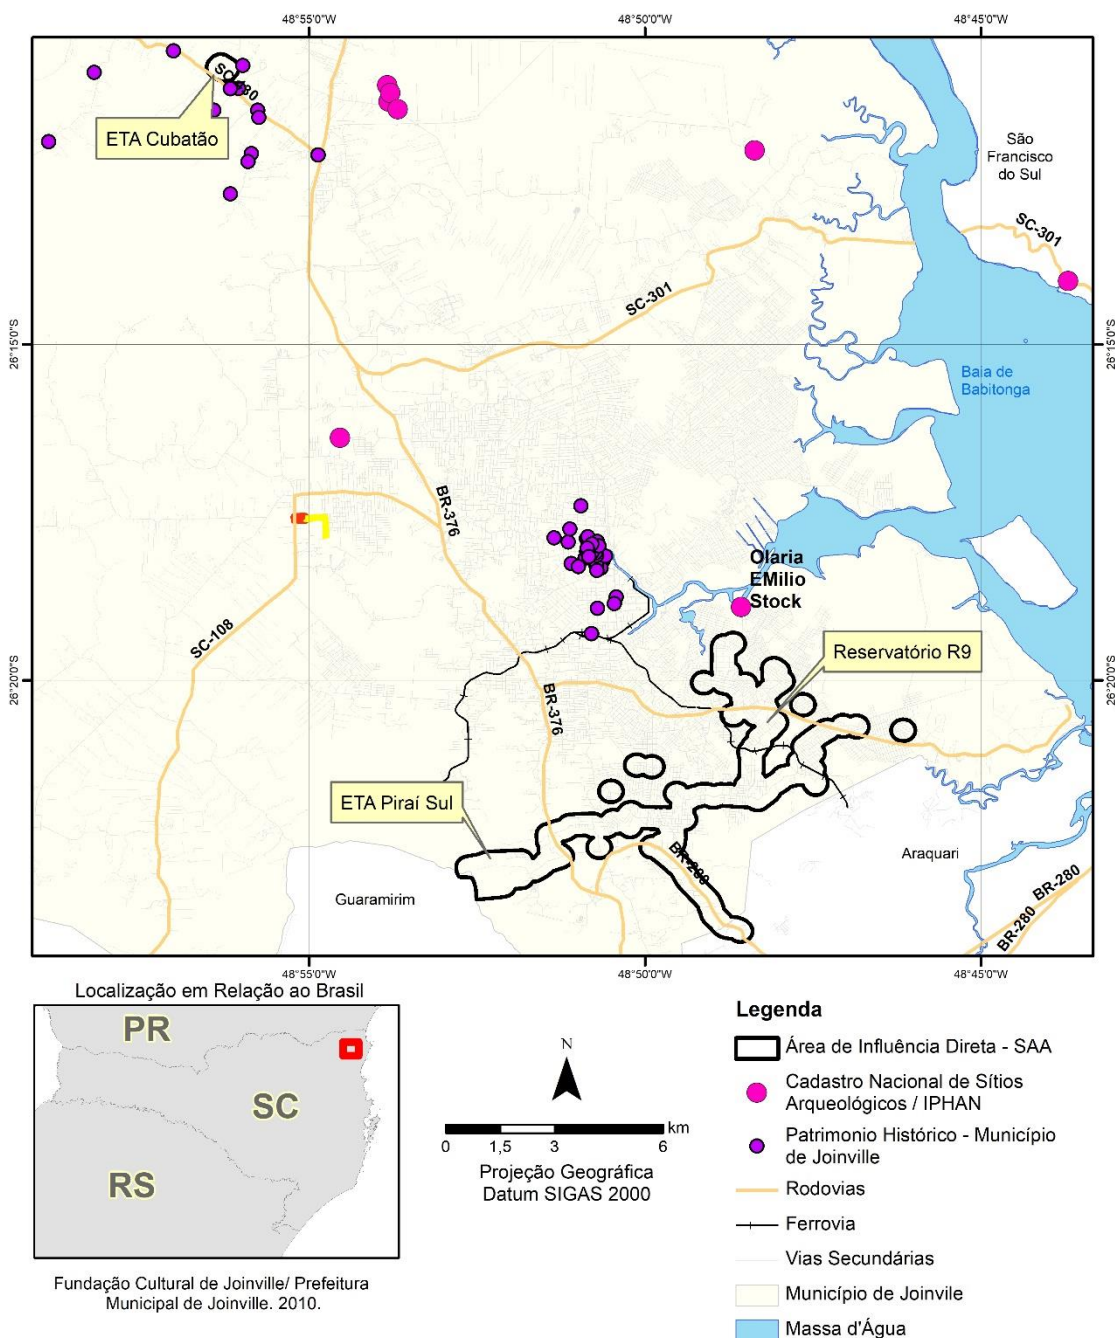 48°55'0"W
48°50'0"W
48°45'0"W
SC-430
ETA Cubatão
São
Francisco
do Sul
SC-301
SC-301
26°15'0"S
26°15'0"S
Baia de
Babitonga
BR-376
Olaria
EMilio
Stock
SC-108
Reservatório R9
26°20'0"S
26°20'0"S
BR-376
ETA Piraí Sul
BR-280
Araquari
Guaramirim
BR-280
BR-280
48°55'0"W
48°50'0"W
48°45'0"W
Localização em Relação ao Brasil
PR
SC
RS
Fundação Cultural de Joinville/ Prefeitura
Municipal de Joinville. 2010.
N
km
0 1,5 3 6
Projeção Geográfica
Datum SIGAS 2000
Legenda
Área de Influência Direta - SAA
Cadastro Nacional de Sítios
Arqueológicos / IPHAN
Patrimonio Histórico - Município
de Joinville
Rodovias
Ferrovia
Vias Secundárias
Município de Joinvile
Massa d'Água